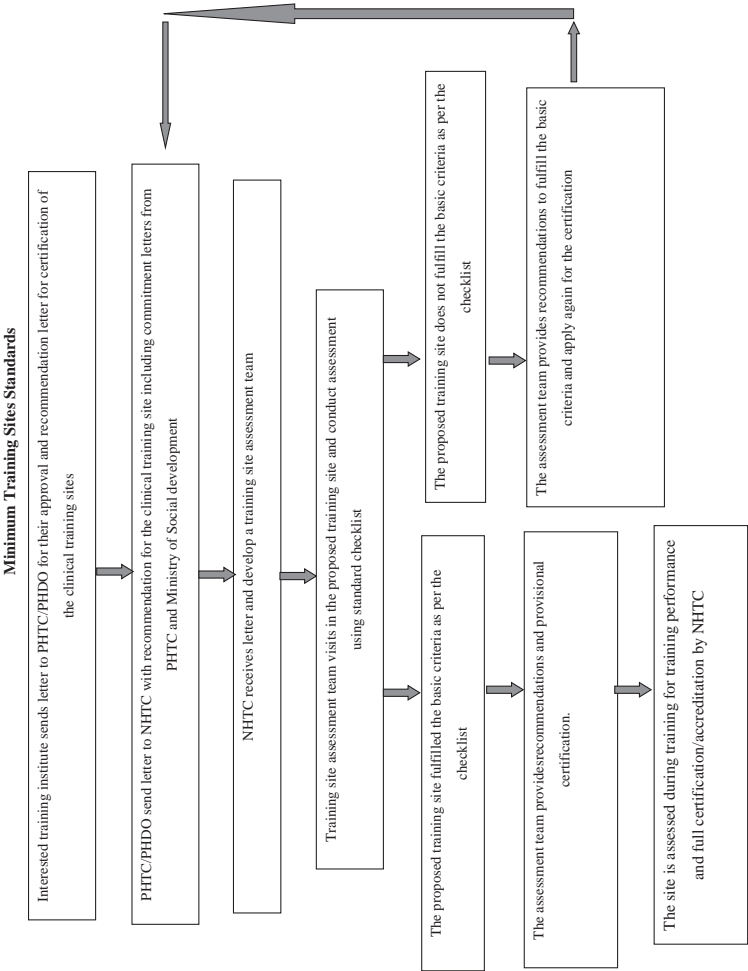 Minimum Training Sites Standards
Interested training institute sends letter to PHTC/PHDO for their approval and recommendation letter for certification of
the clinical training sites
PHTC/PHDO send letter to NHTC with recommendation for the clinical training site including commitment letters from
PHTC and Ministry of Social development
NHTC receives letter and develop a training site assessment team
Training site assessment team visits in the proposed training site and conduct assessment
using standard checklist
The proposed training site fulfilled the basic criteria as per the
checklist
The assessment team providesrecommendations and provisional
certification.
The site is assessed during training for training performance
and full certification/accreditation by NHTC
The proposed training site does not fulfill the basic criteria as per the
checklist
The assessment team provides recommendations to fulfill the basic
criteria and apply again for the certification